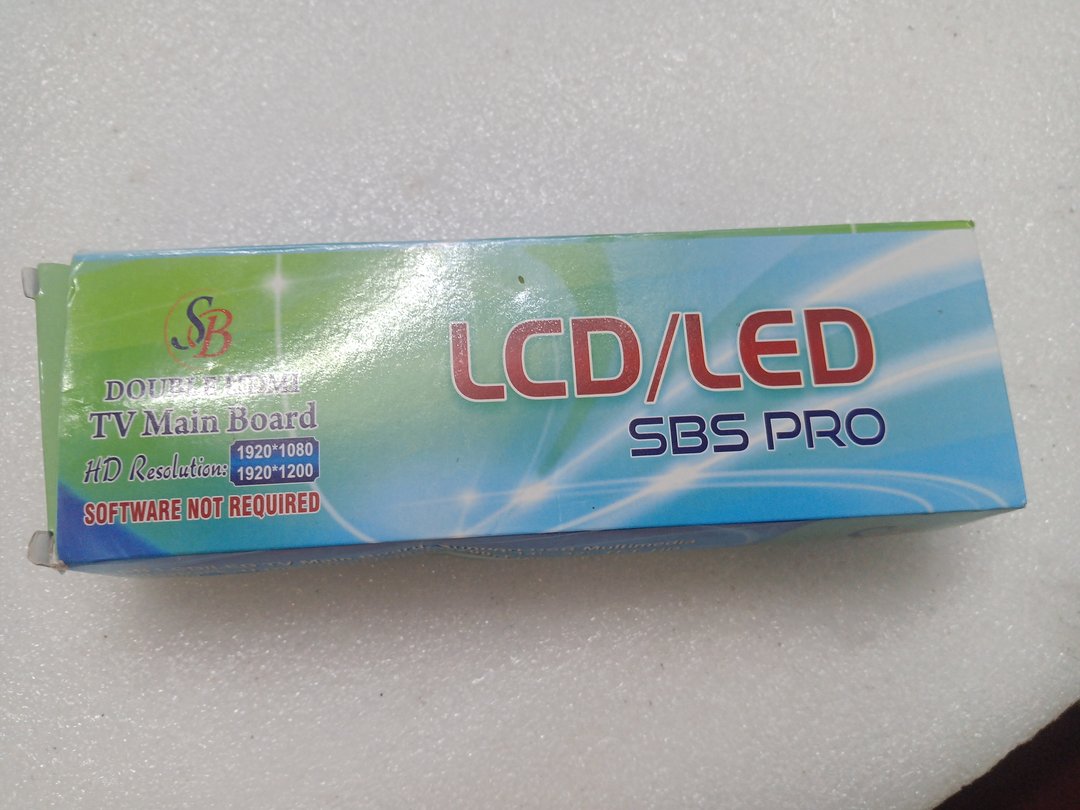 SB
DOUBLE HDMI
TV Main Board
HD Resolution:
1920*1080
1920*1200
SOFTWARE NOT REQUIRED
LCD/LED
SBS PRO